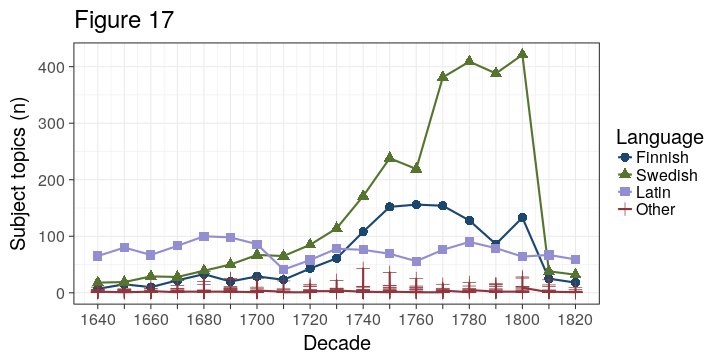 Figure 17
Subject topics (n)
400
300
200
100
0
1640 1660 1680 1700 1720 1740 1760 1780 1800 1820
Decade
Language
Finnish
Swedish
Latin
Other